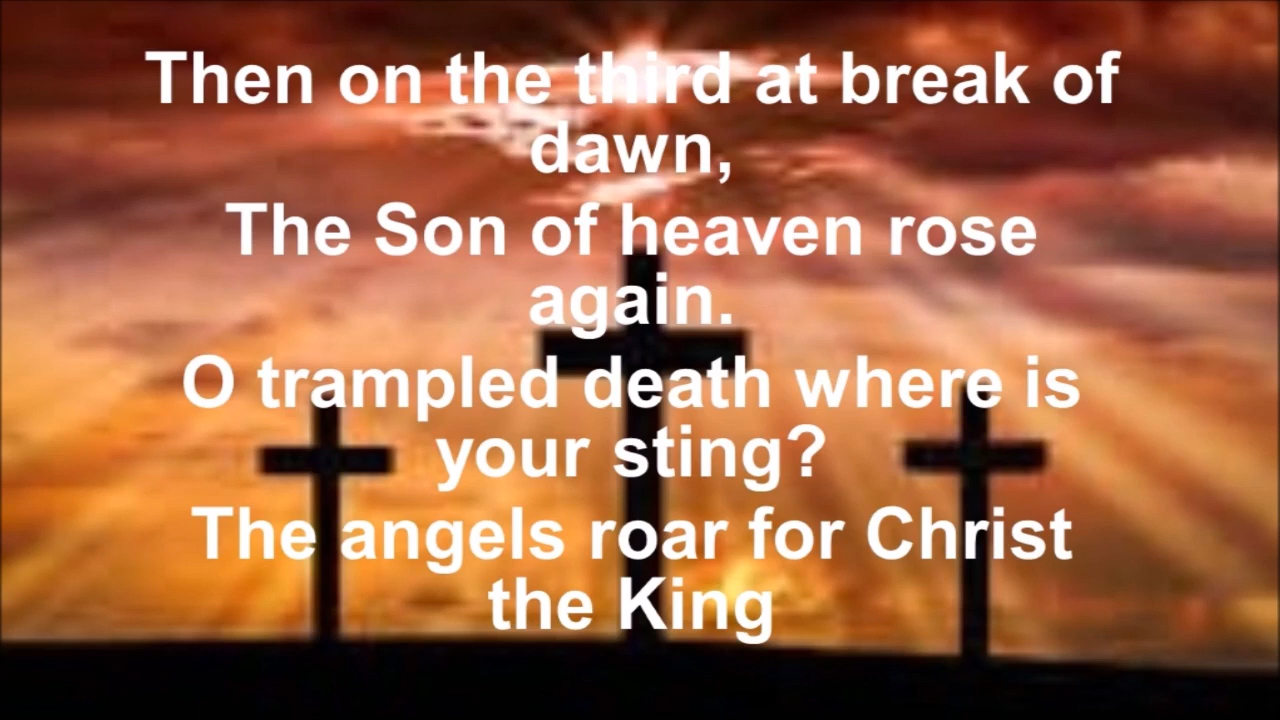 Then on the third at break of
dawn,
The Son of heaven rose
again.
O trampled death where is
your sting?
The angels roar for Christ
the King